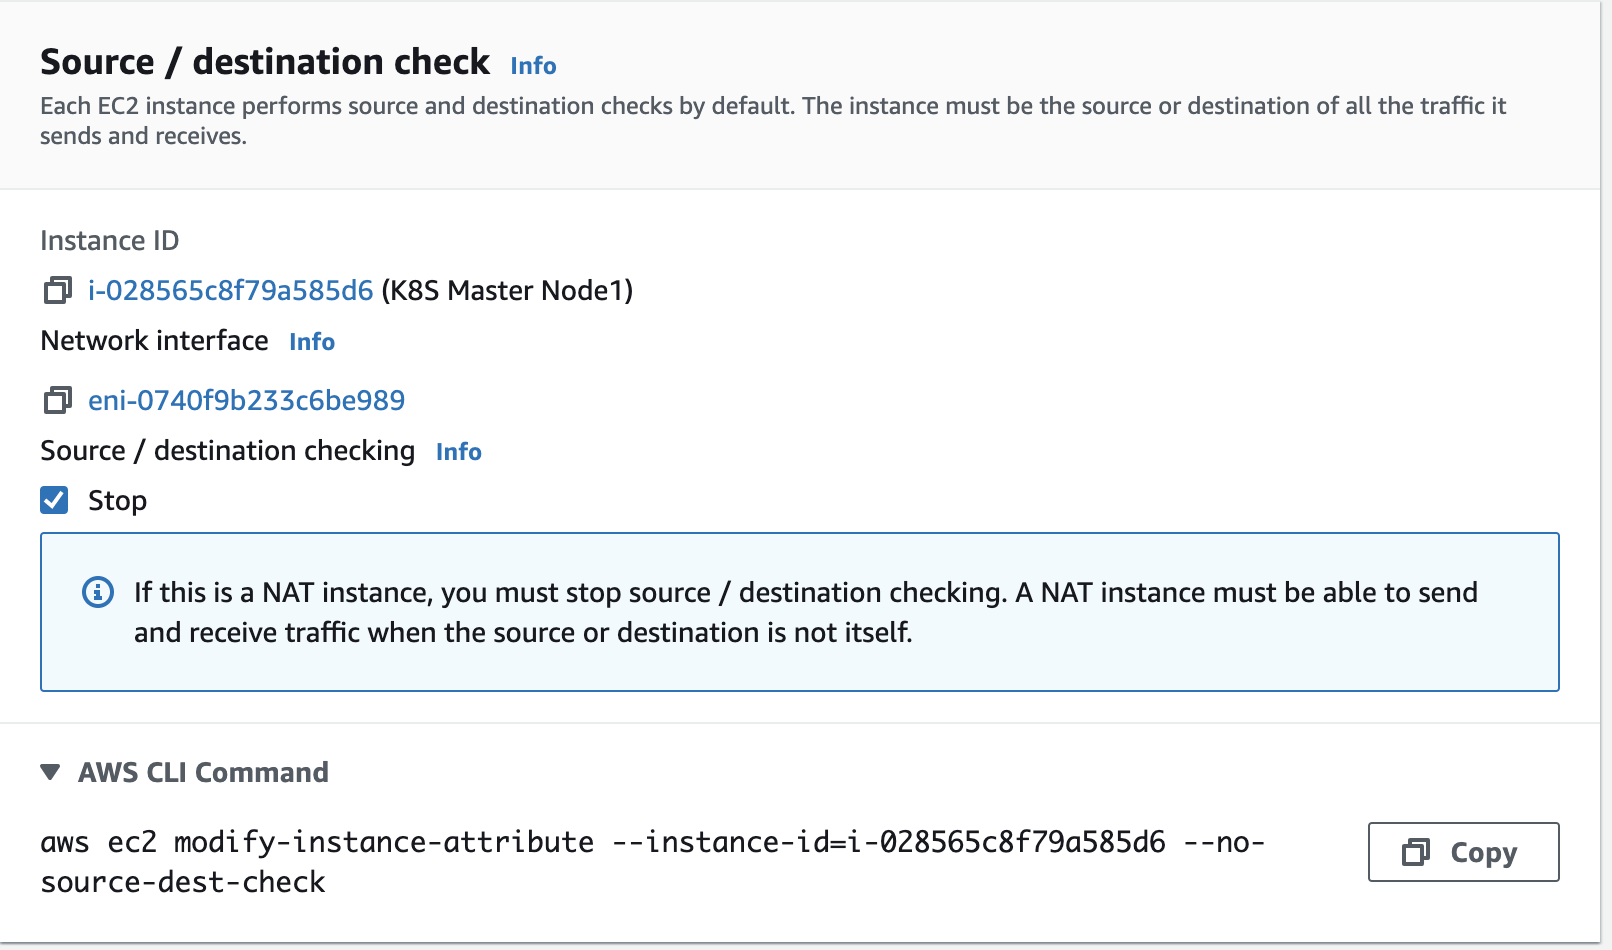 Source / destination check Info
Each EC2 instance performs source and destination checks by default. The instance must be the source or destination of all the traffic it
sends and receives.
Instance ID
i-028565c8f79a585d6 (K8S Master Node1)
Network interface Info
eni-0740f9b233c6be989
Source / destination checking Info
Stop
If this is a NAT instance, you must stop source / destination checking. A NAT instance must be able to send
and receive traffic when the source or destination is not itself.
AWS CLI Command
aws ec2 modify-instance-attribute --instance-id=i-028565c8f79a585d6 --no-
source-dest-check
Copy